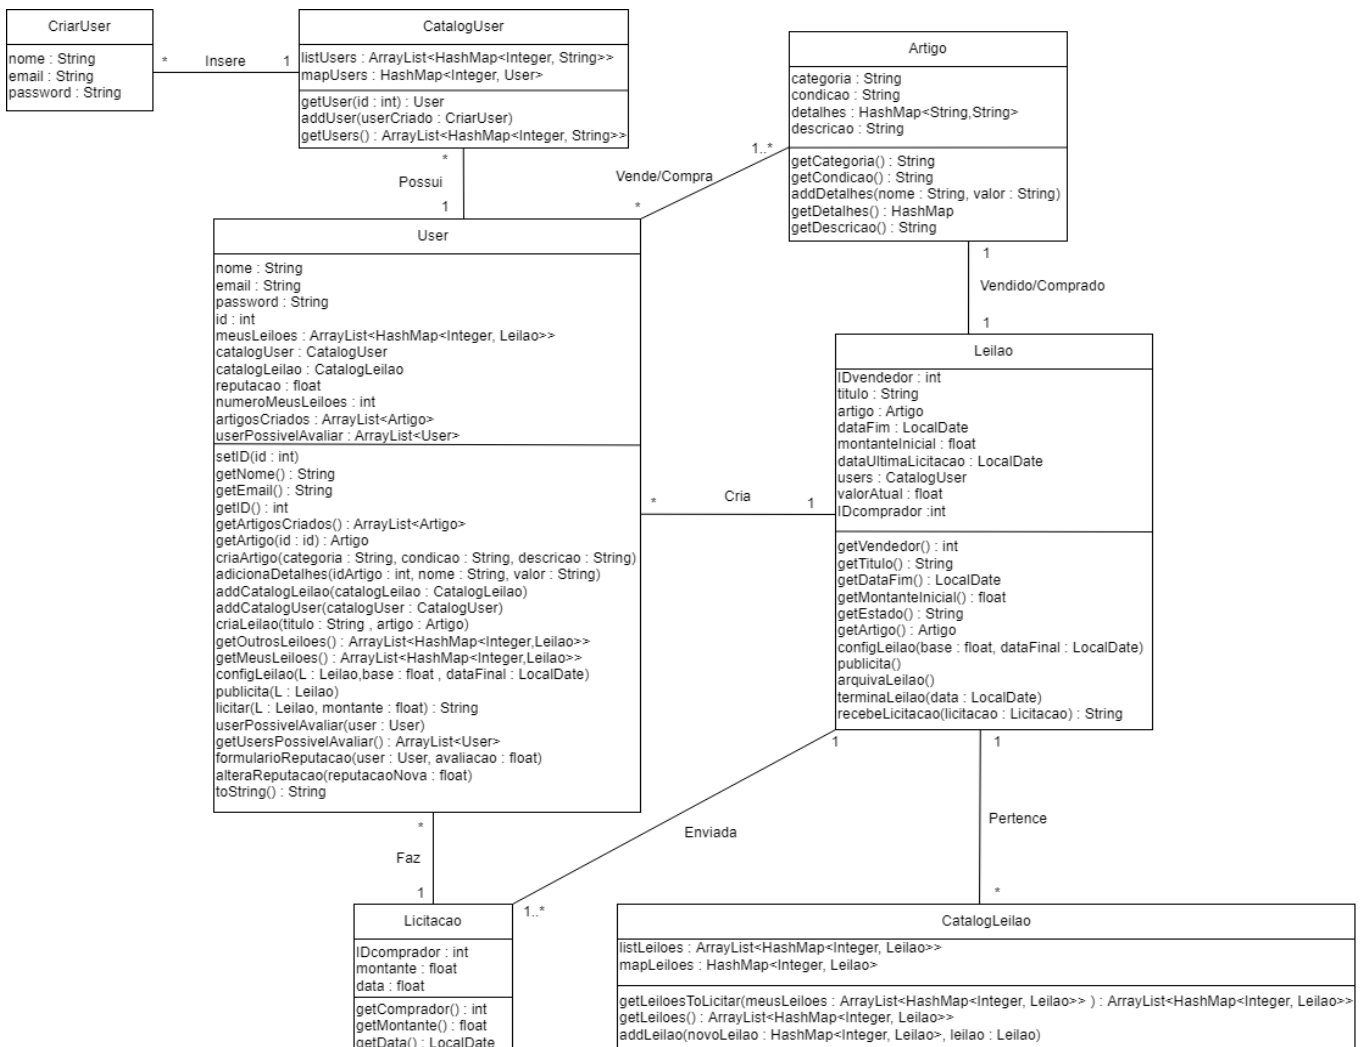 CriarUser
nome : String
email : String
password : String
*
Insere
1
CatalogUser
listUsers : ArrayList<HashMap<Integer, String>>
mapUsers : HashMap<Integer, User>
getUser(id : int) : User
addUser(userCriado : CriarUser)
getUsers() : ArrayList<HashMap<Integer, String>>
*
Possui
1
Vende/Compra
1..*
*
Artigo
categoria : String
condicao : String
detalhes : HashMap<String,String>
descricao : String
getCategoria() : String
getCondicao() : String
addDetalhes(nome : String, valor : String)
getDetalhes() : HashMap
getDescricao() : String
1
Vendido/Comprado
1
User
nome : String
email : String
password : String
id : int
meusLeiloes : ArrayList<HashMap<Integer, Leilao>>
catalogUser : CatalogUser
catalogLeilao : CatalogLeilao
reputacao : float
numeroMeusLeiloes : int
artigosCriados : ArrayList<Artigo>
userPossivelAvaliar : ArrayList<User>
setID(id : int)
getNome() : String
getEmail() : String
getID() : int
getArtigosCriados() : ArrayList<Artigo>
getArtigo(id : id) : Artigo
criaArtigo(categoria : String, condicao : String, descricao : String)
adicionaDetalhes(idArtigo : int, nome : String, valor : String)
addCatalogLeilao(catalogLeilao : CatalogLeilao)
addCatalogUser(catalogUser : CatalogUser)
criaLeilao(titulo : String , artigo : Artigo)
getOutrosLeiloes() : ArrayList<HashMap<Integer,Leilao>>
getMeusLeiloes() : ArrayList<HashMap<Integer,Leilao>>
configLeilao(L : Leilao,base : float , dataFinal : LocalDate)
publicita(L : Leilao)
licitar(L : Leilao, montante : float) : String
userPossivelAvaliar(user : User)
getUsersPossivelAvaliar() : ArrayList<User>
formularioReputacao(user : User, avaliacao : float)
alteraReputacao(reputacaoNova : float)
toString() : String
*
Cria
1
Leilao
IDvendedor : int
titulo : String
artigo : Artigo
dataFim : LocalDate
montanteInicial : float
dataUltimaLicitacao : LocalDate
users : CatalogUser
valorAtual : float
IDcomprador :int
getVendedor() : int
getTitulo() : String
getDataFim() : LocalDate
getMontanteInicial() : float
getEstado() : String
getArtigo() : Artigo
configLeilao(base : float, dataFinal : LocalDate)
publicita()
arquivaLeilao()
terminaLeilao(data : LocalDate)
recebeLicitacao(licitacao : Licitacao) : String
1
1
*
Faz
1
Enviada
1..*
Pertence
*
Licitacao
IDcomprador : int
montante : float
data : float
getComprador() : int
getMontante() : float
getData() : LocalDate
CatalogLeilao
listLeiloes : ArrayList<HashMap<Integer, Leilao>>
mapLeiloes : HashMap<Integer, Leilao>
getLeiloesToLicitar(meusLeiloes : ArrayList<HashMap<Integer, Leilao>> ) : ArrayList<HashMap<Integer, Leilao>>
getLeiloes() : ArrayList<HashMap<Integer, Leilao>>
addLeilao(novoLeilao : HashMap<Integer, Leilao>, leilao : Leilao)